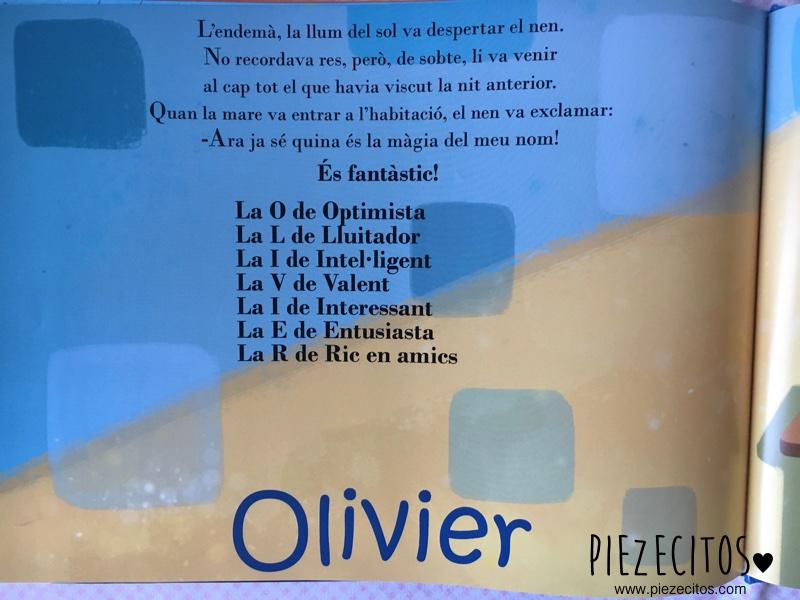 L'endemà, la llum del sol va despertar el nen.
No recordava res, però, de sobte, li va venir
al cap tot el que havia viscut la nit anterior.
Quan la mare va entrar a l'habitació, el nen va exclamar:
-Ara ja sé quina és la màgia del meu nom!
És fantàstic!
La O de Optimista
La L de Lluitador
La I de Intel·ligent
La V de Valent
La I de Interessant
La E de Entusiasta
La R de Ric en amics
Olivier
PIEZECITOS
www.piezecitos.com